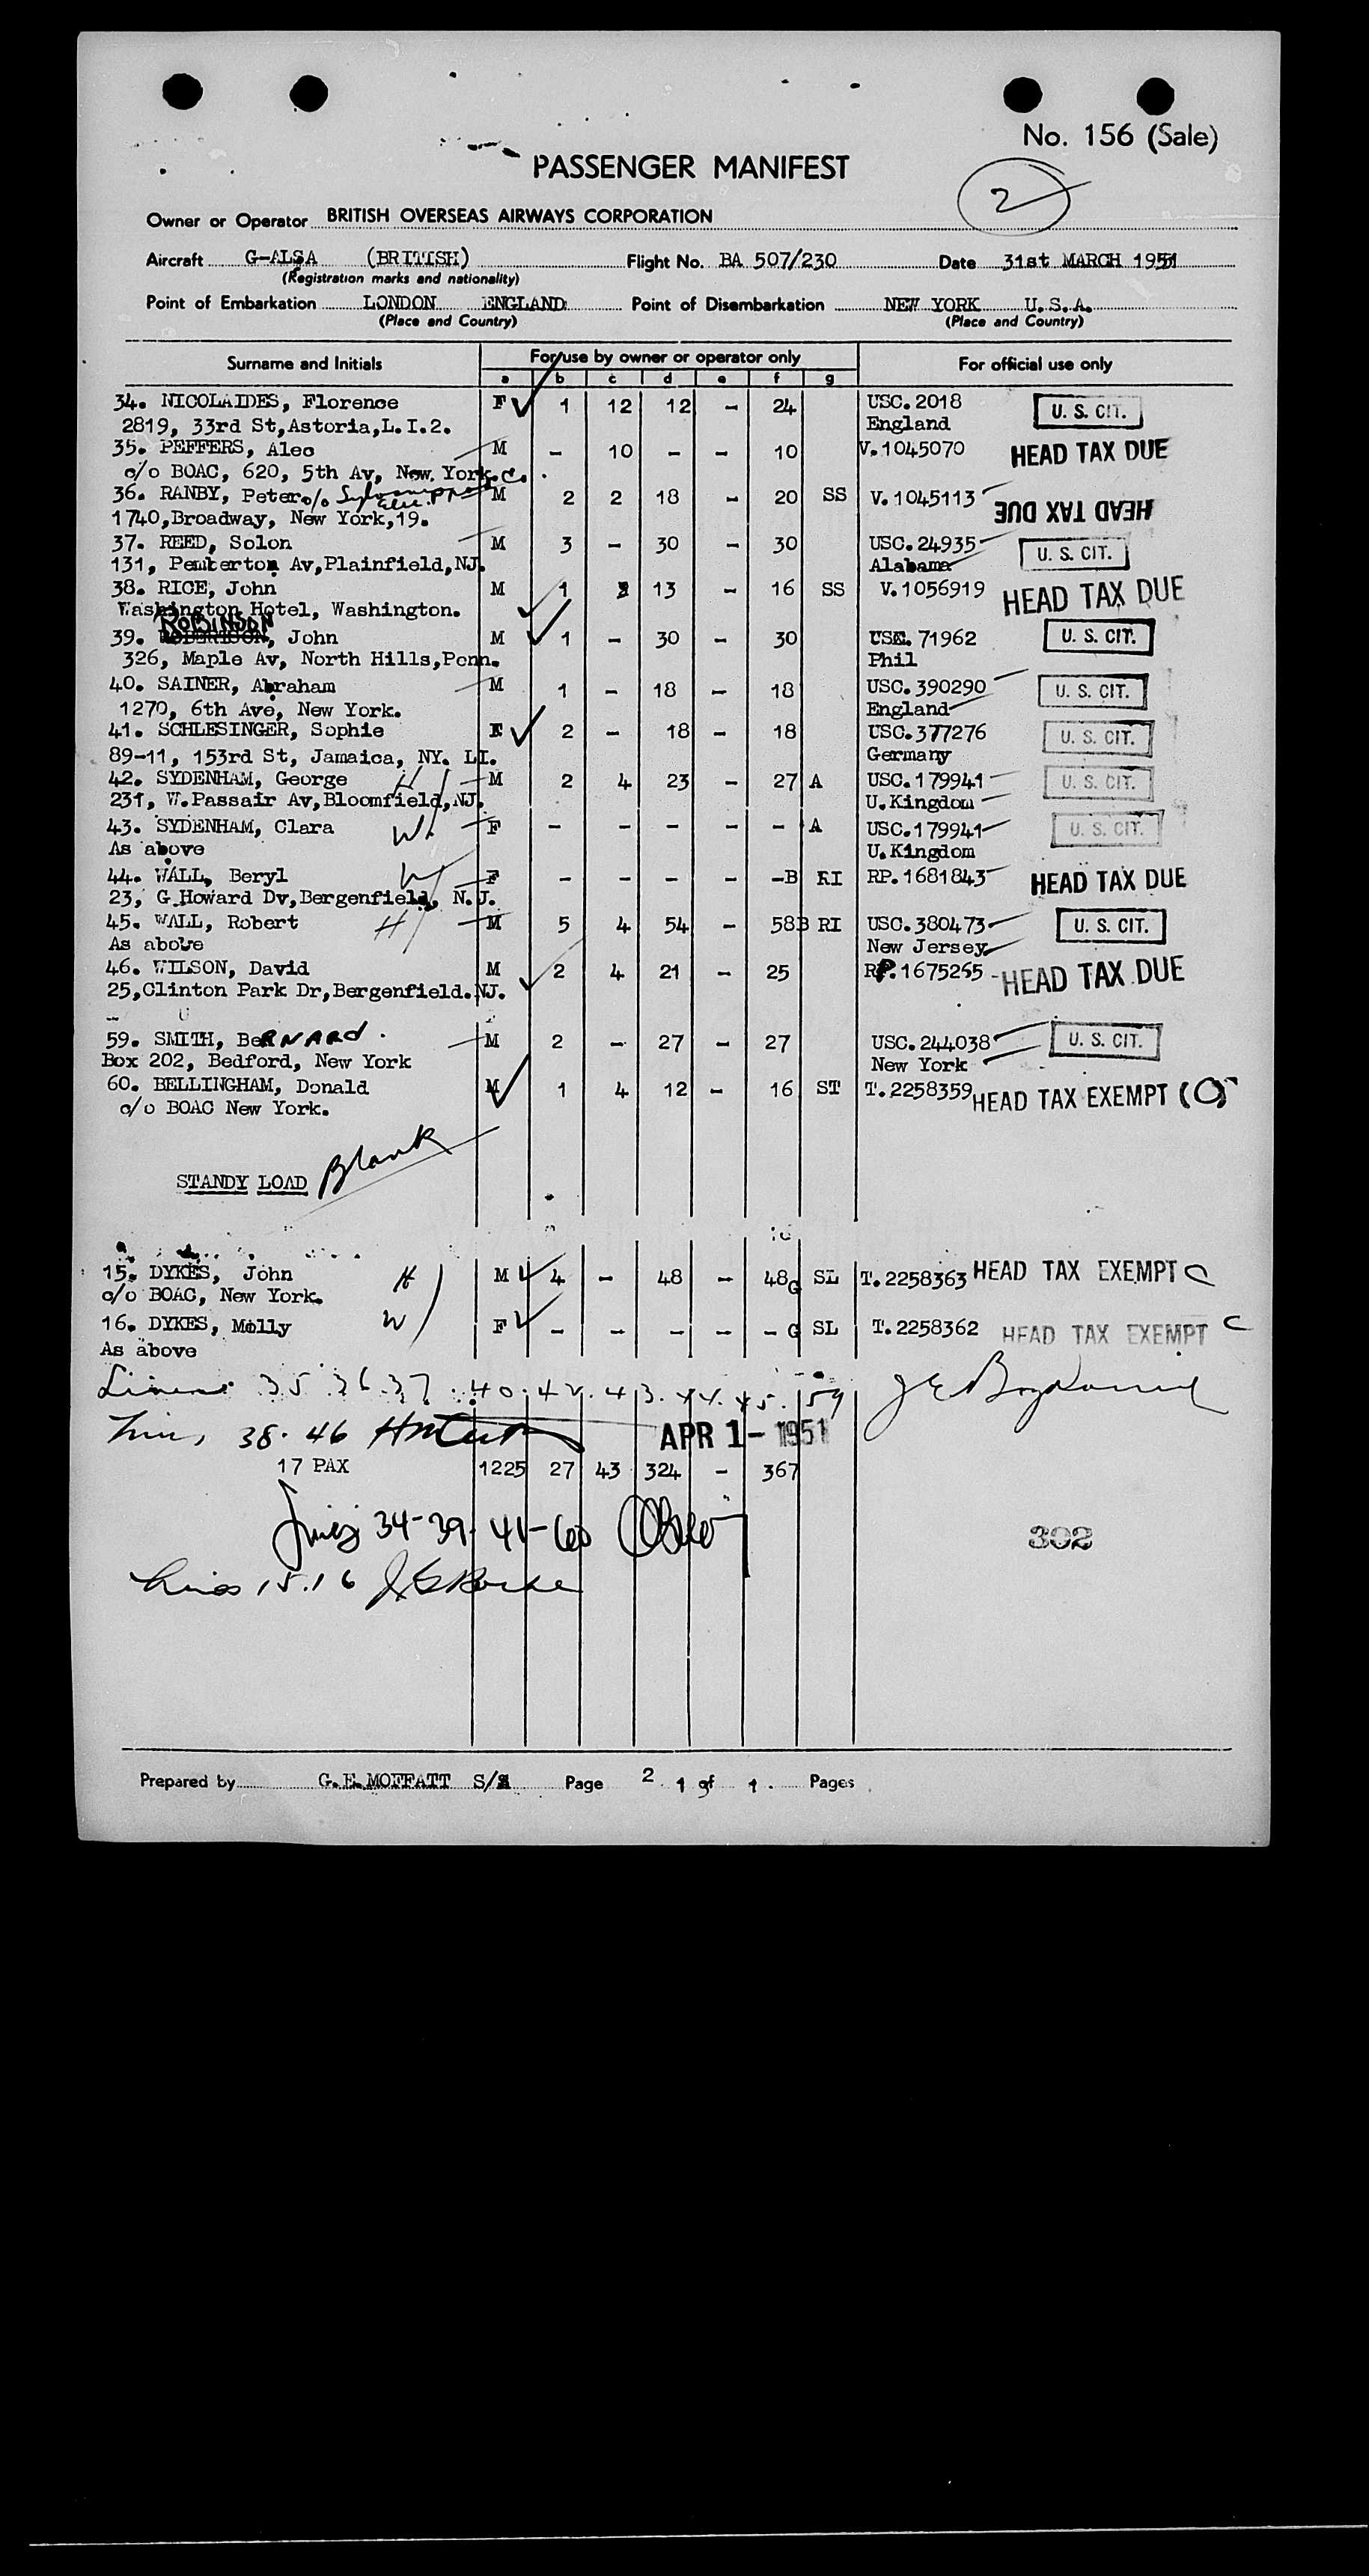 No. 156 (Sale)
PASSENGER MANIFEST
2
Owner or Operator BRITISH OVERSEAS AIRWAYS CORPORATION
Aircraft G-ALSA (BRITISH) Flight No. BA 507/230 Date 31st MARCH 1951
(Registration marks and nationality)
Point of Embarkation LONDON ENGLAND Point of Disembarkation NEW YORK U.S.A.
(Place and Country) (Place and Country)
Surname and Initials For use by owner or operator only For official use only
a b c d e f g
34. NICOLAIDES, Florence F 1 12 12 - 24 USC. 2018 U. S. CIT.
2819, 33rd St,Astoria,L.I.2. England
35. PEFFERS, Alec M - 10 - - 10 V.1045070 HEAD TAX DUE
c/o BOAC, 620, 5th Av, New York.C.
36. RANBY, Peter c/o M 2 2 18 - 20 SS V.1045113 HEAD TAX DUE
1740,Broadway, New York,19.
37. REED, Solon M 3 - 30 - 30 USC.24935 U. S. CIT.
131, Pemberton Av,Plainfield,NJ. Alabama
38. RICE, John M 1 13 - 16 SS V.1056919 HEAD TAX DUE
Washington Hotel, Washington.
ROBINSON
39. ROBERTSON, John M 1 - 30 - 30 USC. 71962 U. S. CIT.
326, Maple Av, North Hills,Penn. Phil
40. SAINER, Abraham M 1 - 18 - 18 USC.390290 U. S. CIT.
1270, 6th Ave, New York. England
41. SCHLESINGER, Sophie F 2 - 18 - 18 USC.377276 U. S. CIT.
89-11, 153rd St, Jamaica, NY. LI. Germany
42. SYDENHAM, George H M 2 4 23 - 27 A USC.179941 U. S. CIT.
231, W.Passair Av,Bloomfield,NJ. U.Kingdom
43. SYDENHAM, Clara W F - - - - - A USC.179941 U. S. CIT.
As above U.Kingdom
44. WALL, Beryl W F - - - - -B RI RP.1681843 HEAD TAX DUE
23, G.Howard Dv,Bergenfield, N.J.
45. WALL, Robert H M 5 4 54 - 58B RI USC.380473 U. S. CIT.
As above New Jersey
46. WILSON, David M 2 4 21 - 25 RP.1675265 HEAD TAX DUE
25,Clinton Park Dr,Bergenfield.NJ.
59. SMITH, BeRNARd. M 2 - 27 - 27 USC.244038 U. S. CIT.
Box 202, Bedford, New York New York
60. BELLINGHAM, Donald M 1 4 12 - 16 ST T.2258359 HEAD TAX EXEMPT (C)
c/o BOAC New York.
STANDY LOAD Blank
15. DYKES, John H M 4 - 48 - 48G SL T.2258363 HEAD TAX EXEMPT C
c/o BOAC, New York.
16. DYKES, Molly W F - - - - - G SL T.2258362 HEAD TAX EXEMPT C
As above
Lines 35 36 37 40. 42. 43. 44. 45. 59
Lines 38. 46 APR 1- 1951
17 PAX 1225 27 43 324 - 367
Lines 34-39-41-60
302
Lines 15.16
Prepared by G.E.MOFFATT Page 2 1 of 1. Pages